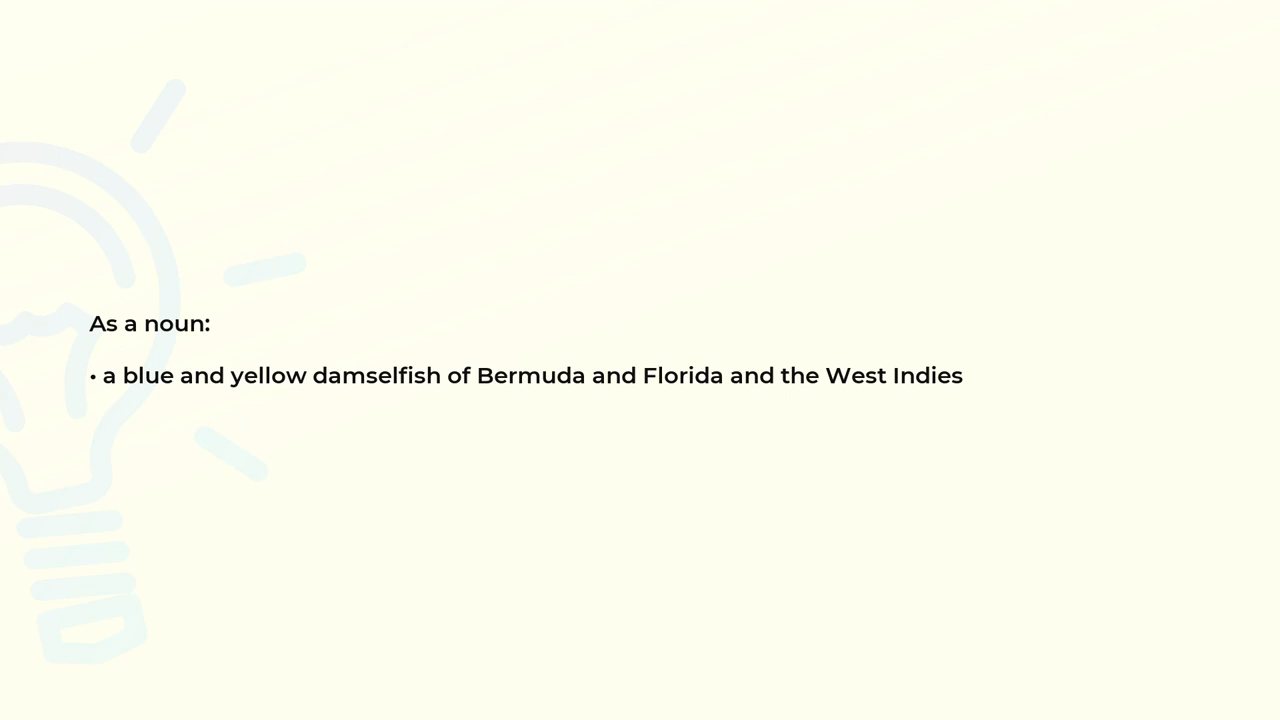 As a noun:
• a blue and yellow damselfish of Bermuda and Florida and the West Indies